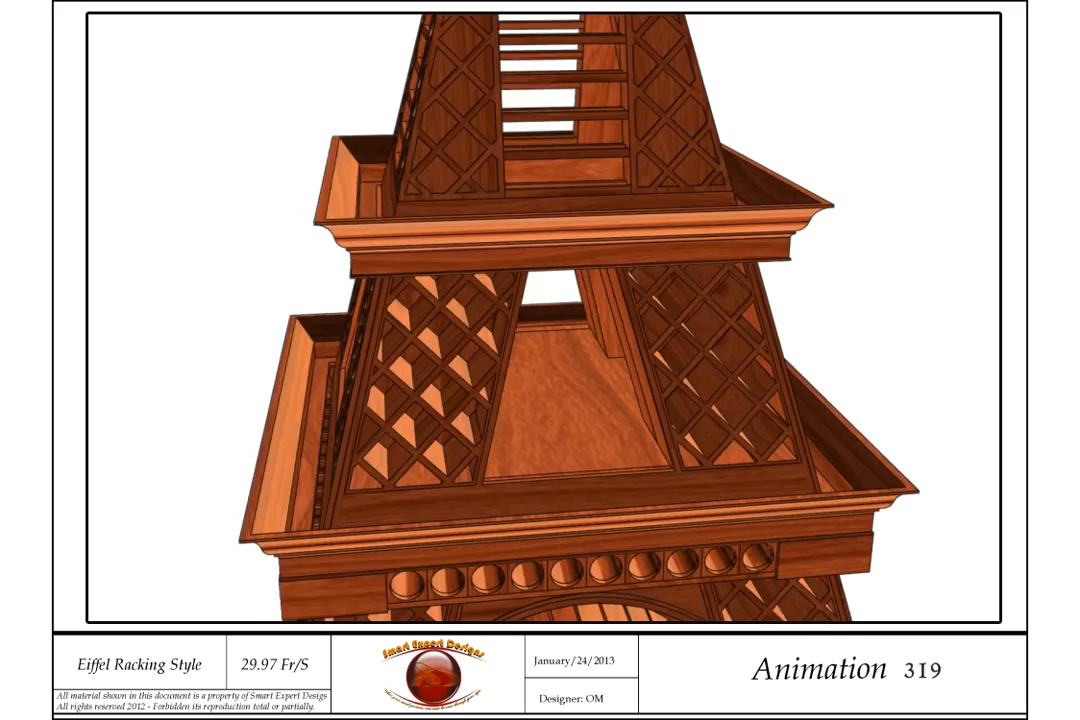 Eiffel Racking Style
29.97 Fr/S
All material shown in this document is a property of Smart Expert Desigs
All rights reserved 2012 - Forbidden its reproduction total or partially.
Smart Expert Designs
January/24/2013
Designer: OM
Animation 319